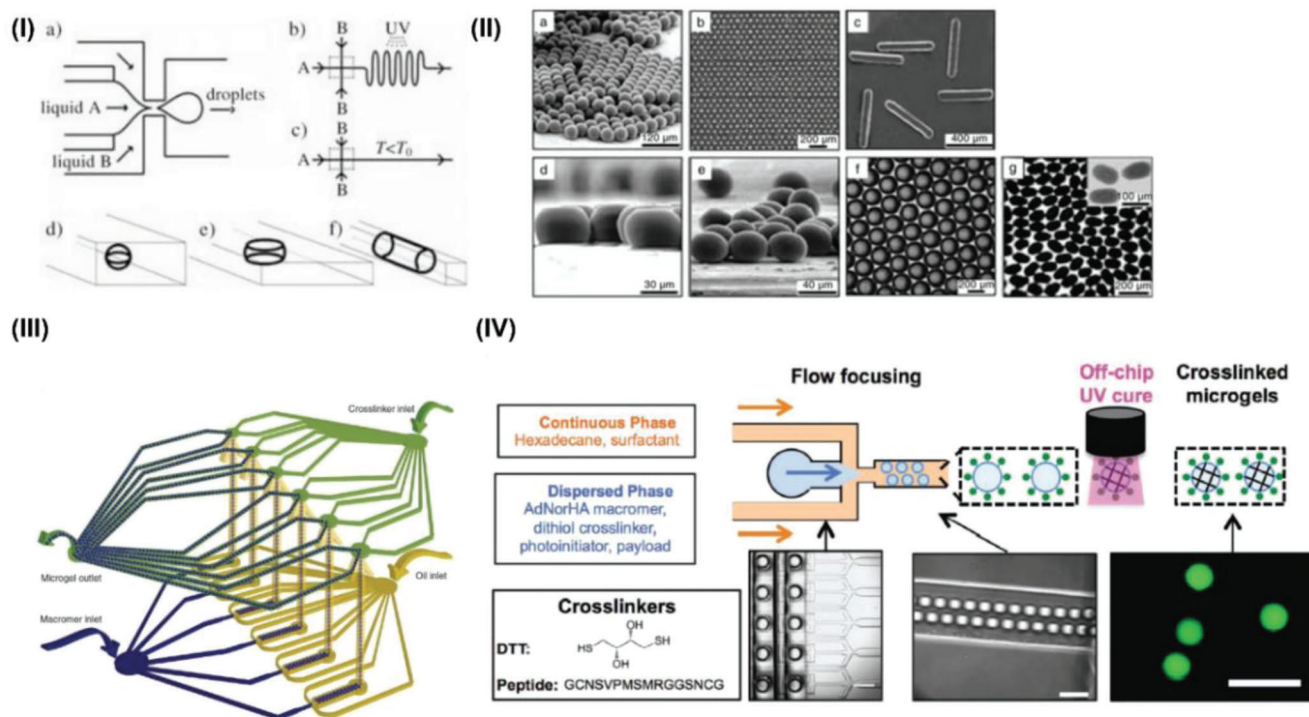 (I)
a)
liquid A
liquid B
droplets
b)
UV
A
B
B
c)
B
A
T<T0
B
d)
e)
f)
(II)
a
120 µm
b
200 µm
c
400 µm
d
30 µm
e
40 µm
f
200 µm
g
100 µm
200 µm
(III)
Crosslinker inlet
Microgel outlet
Oil inlet
Macromer inlet
(IV)
Flow focusing
Off-chip
UV cure
Crosslinked
microgels
Continuous Phase
Hexadecane, surfactant
Dispersed Phase
AdNorHA macromer,
dithiol crosslinker,
photoinitiator, payload
Crosslinkers
DTT:
HS
OH
OH
SH
Peptide: GCNSVPMSMRGGSNCG